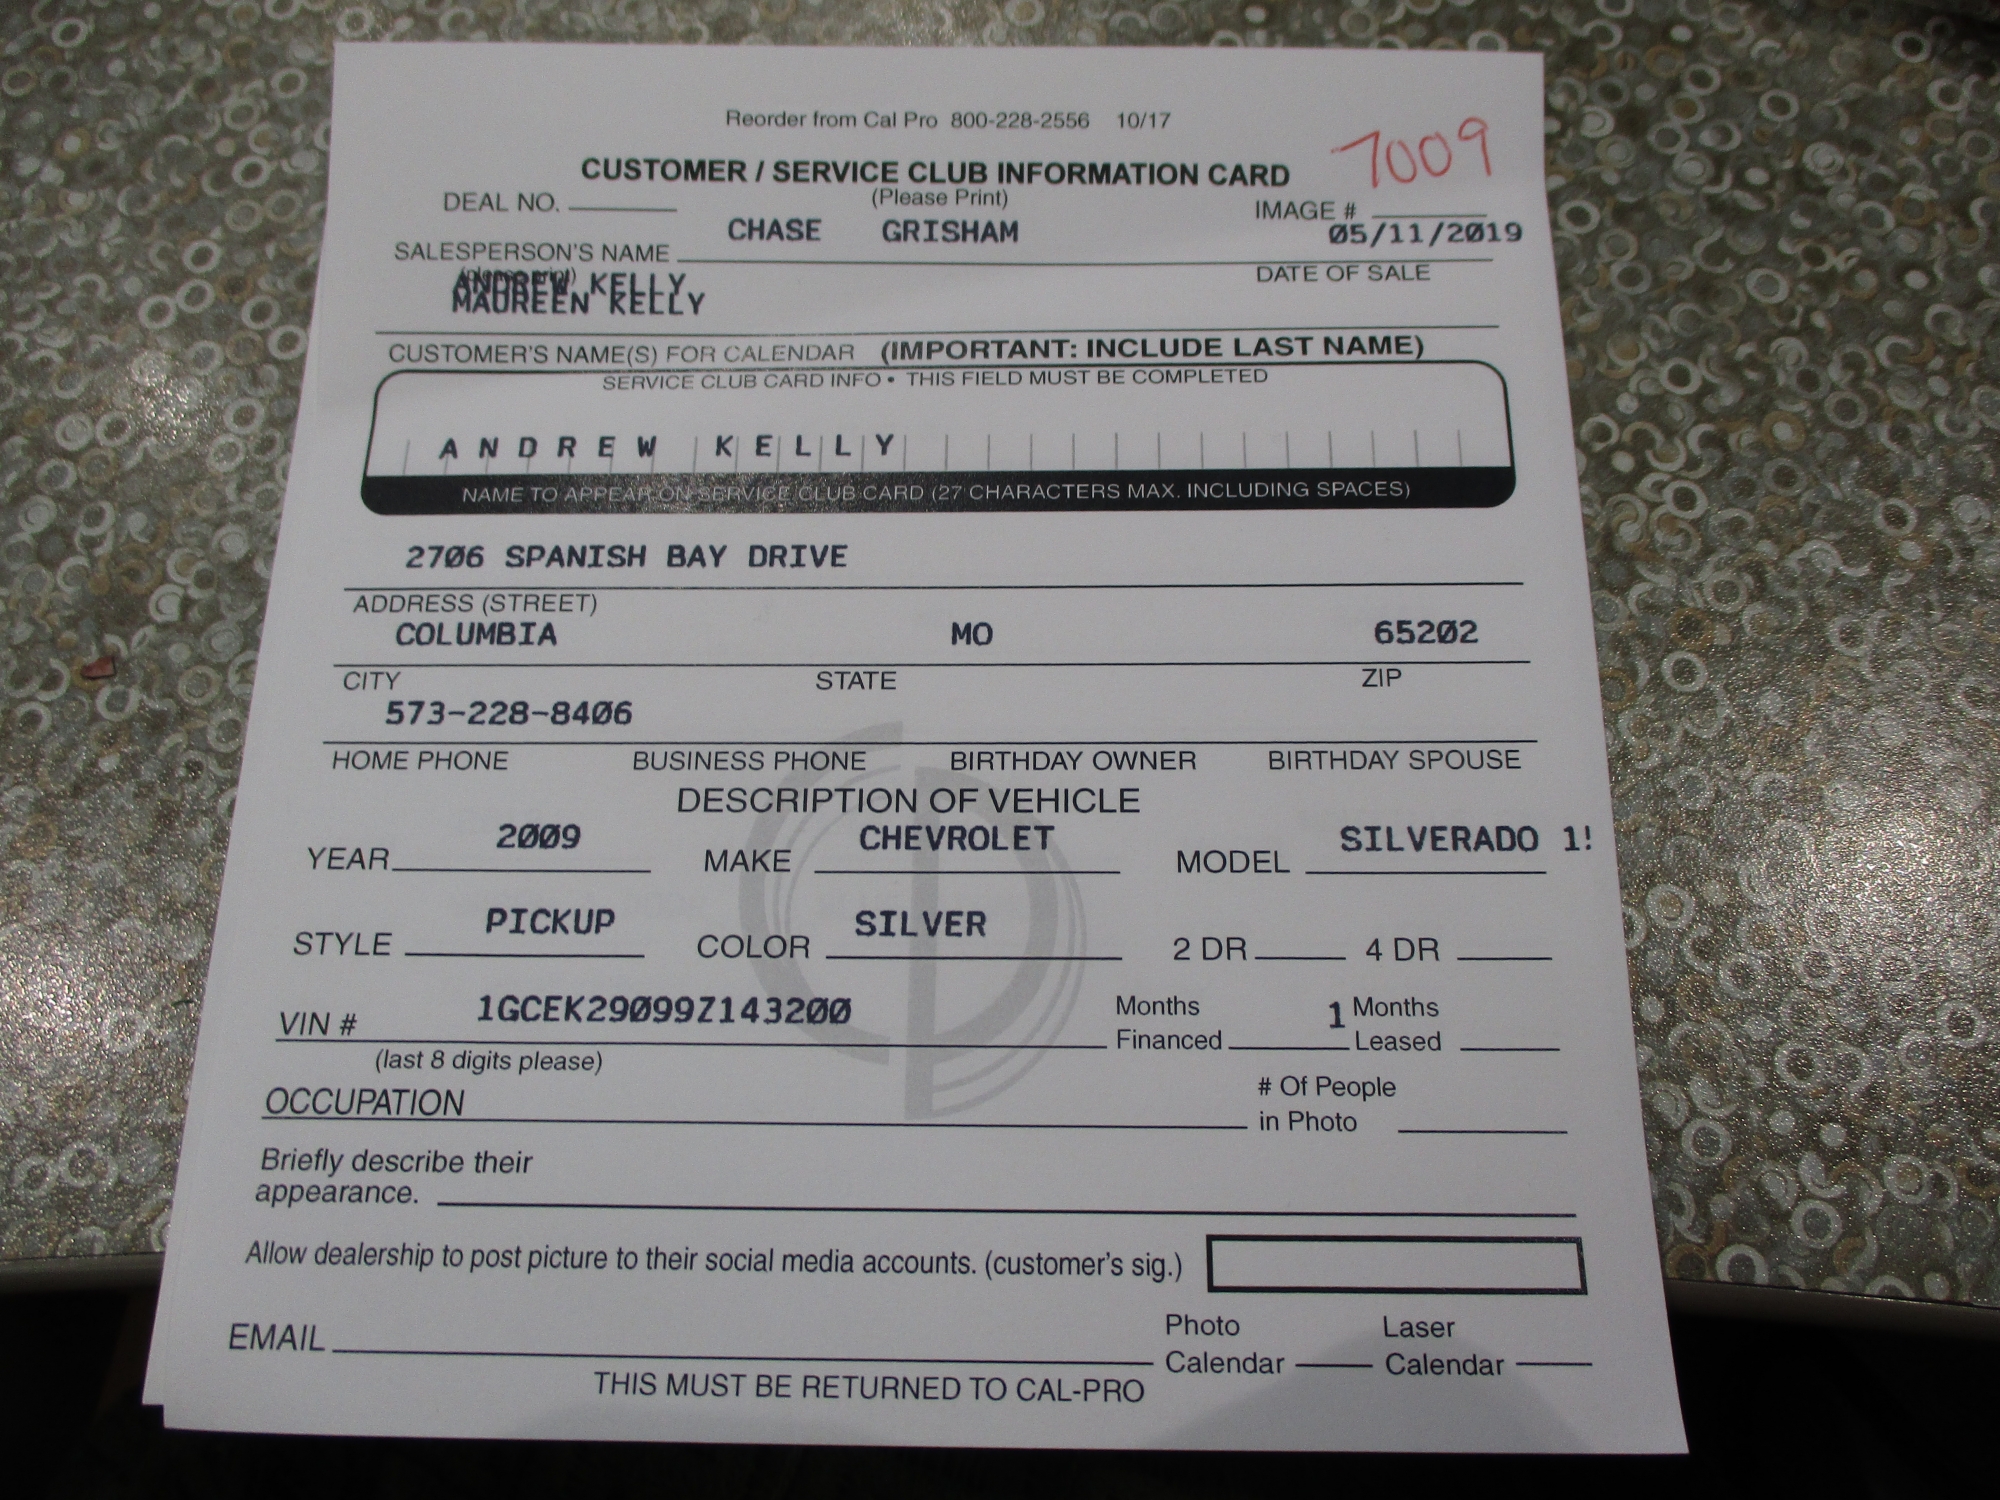 Reorder from Cal Pro 800-228-2556 10/17
7009
CUSTOMER / SERVICE CLUB INFORMATION CARD
DEAL NO. (Please Print) IMAGE #
CHASE GRISHAM 05/11/2019
SALESPERSON'S NAME
(please print) DATE OF SALE
ANDREW KELLY
MAUREEN KELLY
CUSTOMER'S NAME(S) FOR CALENDAR (IMPORTANT: INCLUDE LAST NAME)
SERVICE CLUB CARD INFO • THIS FIELD MUST BE COMPLETED
ANDREW KELLY
NAME TO APPEAR ON SERVICE CLUB CARD (27 CHARACTERS MAX. INCLUDING SPACES)
2706 SPANISH BAY DRIVE
ADDRESS (STREET)
COLUMBIA MO 65202
CITY STATE ZIP
573-228-8406
HOME PHONE BUSINESS PHONE BIRTHDAY OWNER BIRTHDAY SPOUSE
DESCRIPTION OF VEHICLE
YEAR 2009 MAKE CHEVROLET MODEL SILVERADO 1
STYLE PICKUP COLOR SILVER 2 DR 4 DR
VIN # 1GCEK29099Z143200 Months Financed 1 Months Leased
(last 8 digits please)
OCCUPATION # Of People in Photo
Briefly describe their
appearance.
Allow dealership to post picture to their social media accounts. (customer's sig.)
EMAIL Photo Calendar Laser Calendar
THIS MUST BE RETURNED TO CAL-PRO